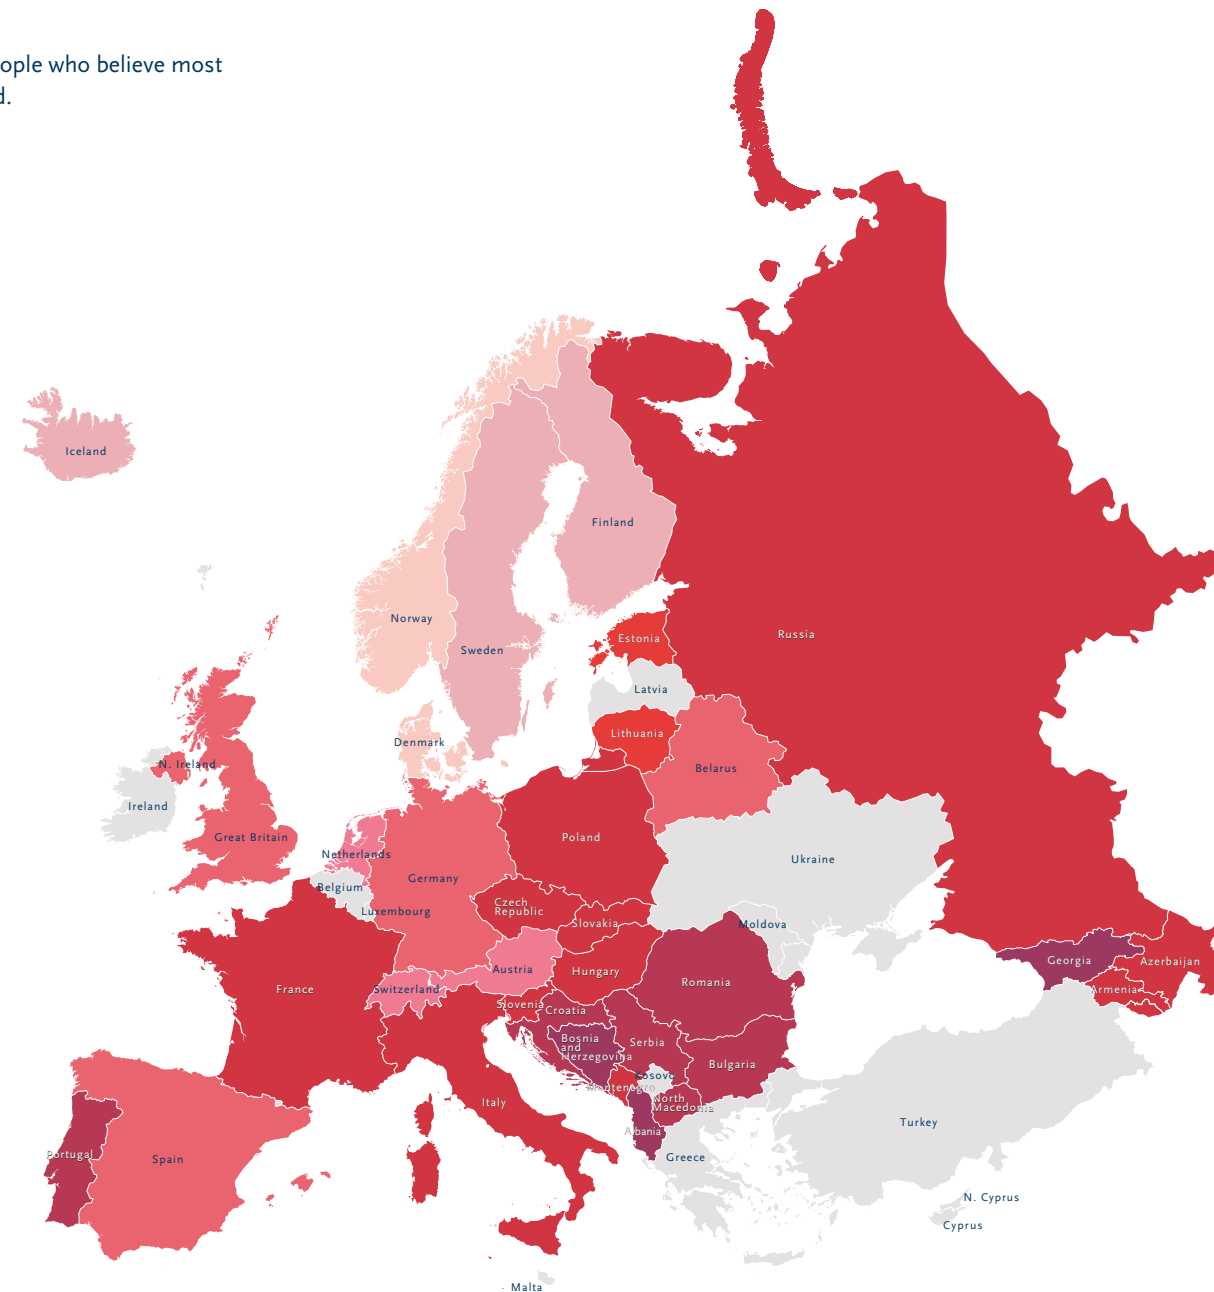 ople who believe most
d.
Iceland
Finland
Norway
Russia
Estonia
Sweden
Latvia
Lithuania
Denmark
N. Ireland
Belarus
Ireland
Great Britain
Poland
Netherlands
Ukraine
Germany
Belgium
Czech
Republic
Luxembourg
Slovakia
Moldova
Georgia
Azerbaijan
Austria
Hungary
Romania
France
Switzerland
Armenia
Slovenia
Croatia
Bosnia
and
Herzegovina
Serbia
Bulgaria
Kosovo
Montenegro
North
Macedonia
Italy
Turkey
Albania
Portugal
Spain
Greece
N. Cyprus
Cyprus
Malta